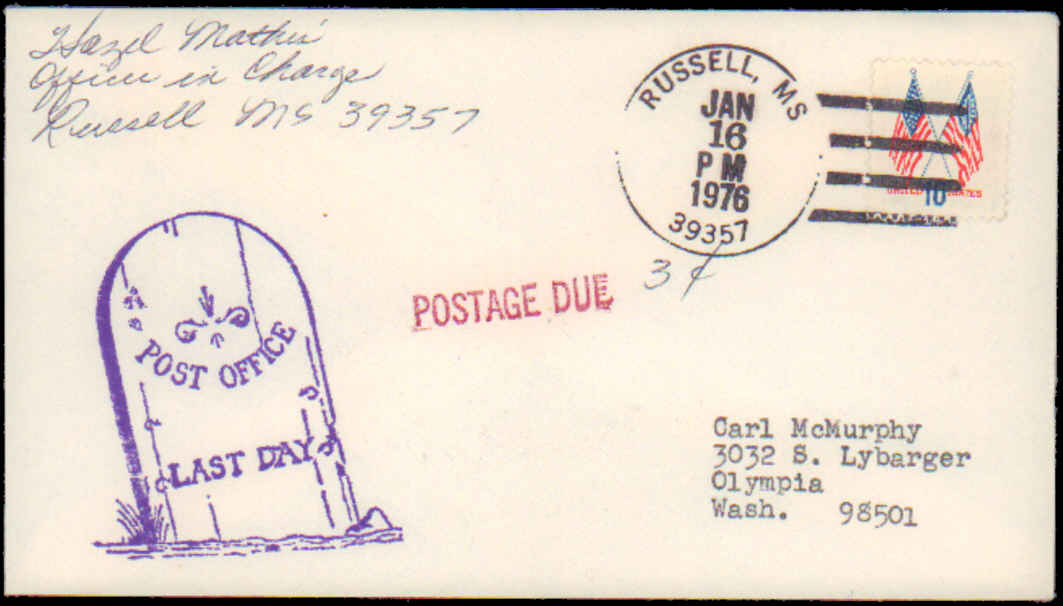 Hazel Mathis
Officer in Charge
Russell MS 39357
RUSSELL, MS
JAN
16
PM
1976
39357
UNITED STATES
10
POSTAGE DUE 3¢
POST OFFICE
LAST DAY
Carl McMurphy
3032 S. Lybarger
Olympia
Wash. 98501